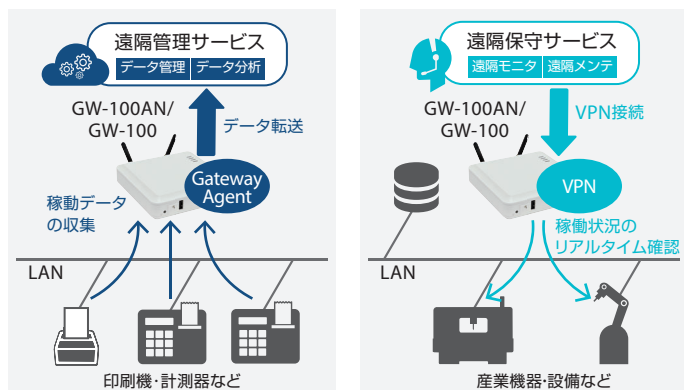 遠隔管理サービス
データ管理 データ分析
GW-100AN/
GW-100
データ転送
Gateway
Agent
稼動データ
の収集
LAN
印刷機・計測器など
遠隔保守サービス
遠隔モニタ 遠隔メンテ
GW-100AN/
GW-100
VPN接続
VPN
稼働状況の
リアルタイム確認
LAN
産業機器・設備など